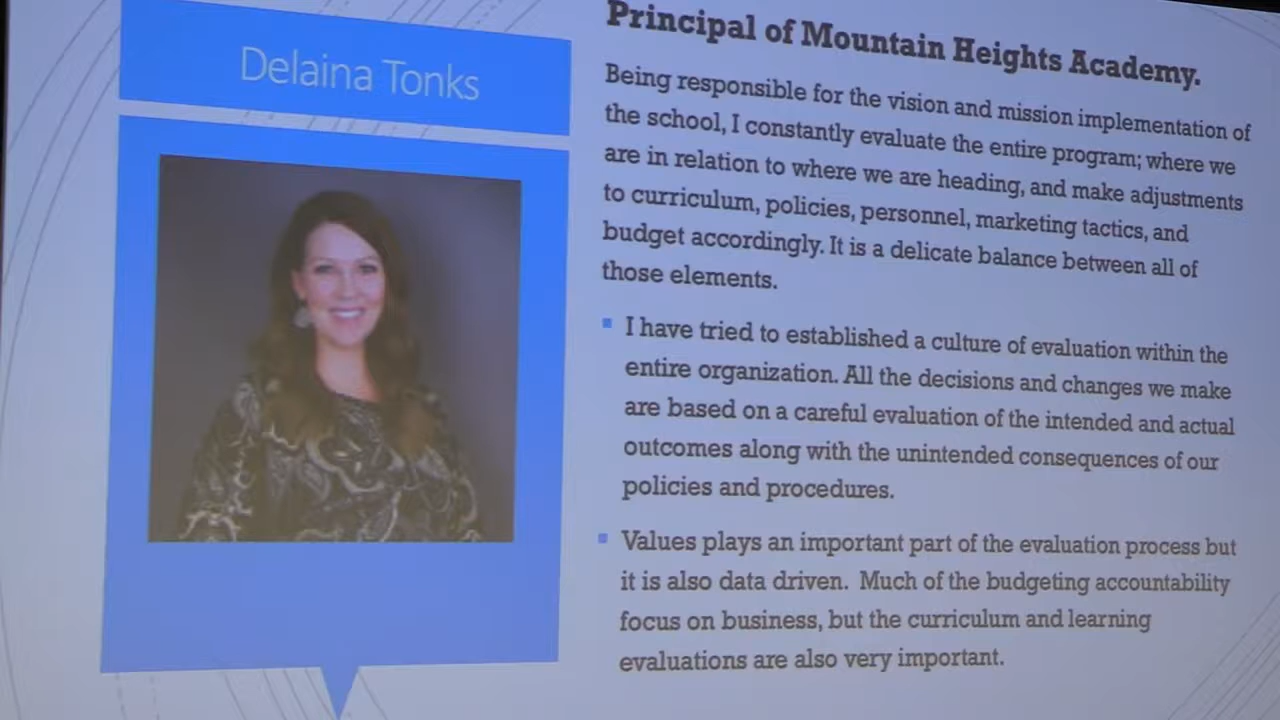 Delaina Tonks
Principal of Mountain Heights Academy.
Being responsible for the vision and mission implementation of
the school, I constantly evaluate the entire program; where we
are in relation to where we are heading, and make adjustments
to curriculum, policies, personnel, marketing tactics, and
budget accordingly. It is a delicate balance between all of
those elements.
I have tried to established a culture of evaluation within the
entire organization. All the decisions and changes we make
are based on a careful evaluation of the intended and actual
outcomes along with the unintended consequences of our
policies and procedures.
Values plays an important part of the evaluation process but
it is also data driven. Much of the budgeting accountability
focus on business, but the curriculum and learning
evaluations are also very important.